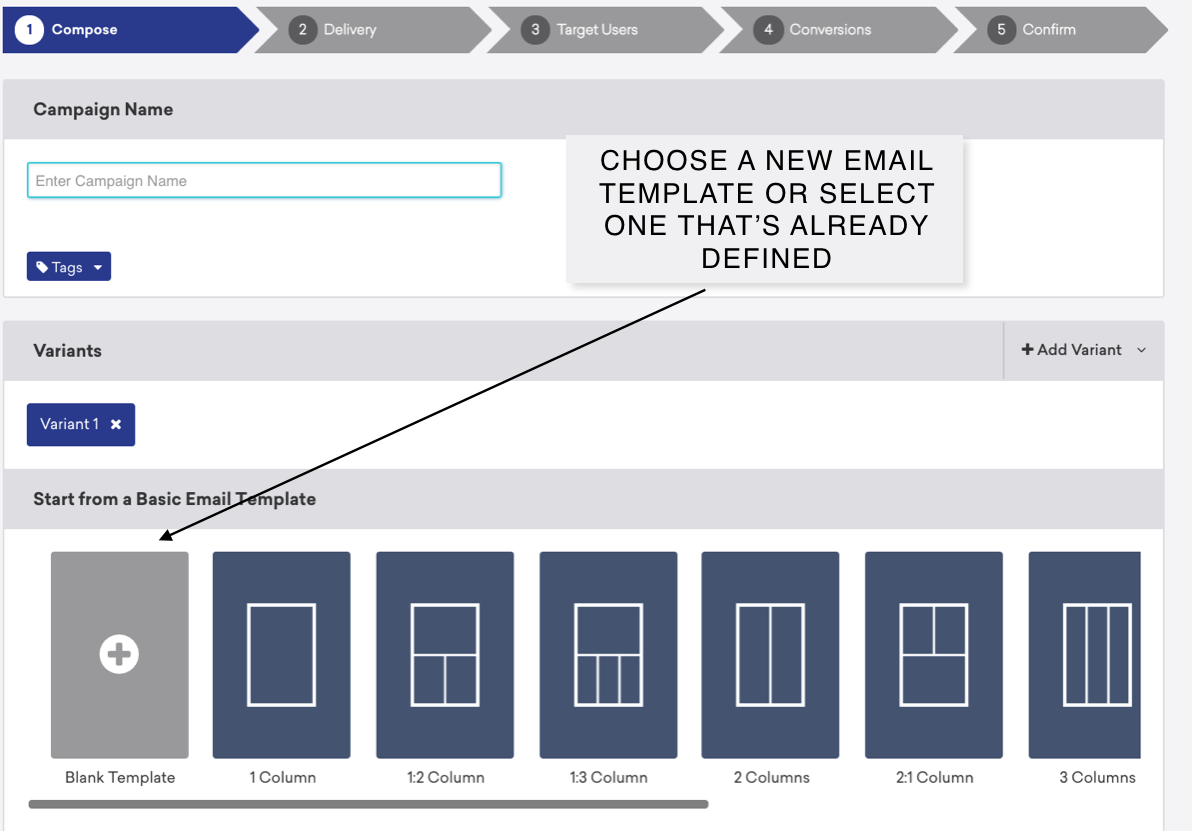 1 Compose
2 Delivery
3 Target Users
4 Conversions
5 Confirm
Campaign Name
Enter Campaign Name
CHOOSE A NEW EMAIL
TEMPLATE OR SELECT
ONE THAT’S ALREADY
DEFINED
Tags
Variants
+ Add Variant
Variant 1 ×
Start from a Basic Email Template
Blank Template
1 Column
1:2 Column
1:3 Column
2 Columns
2:1 Column
3 Columns